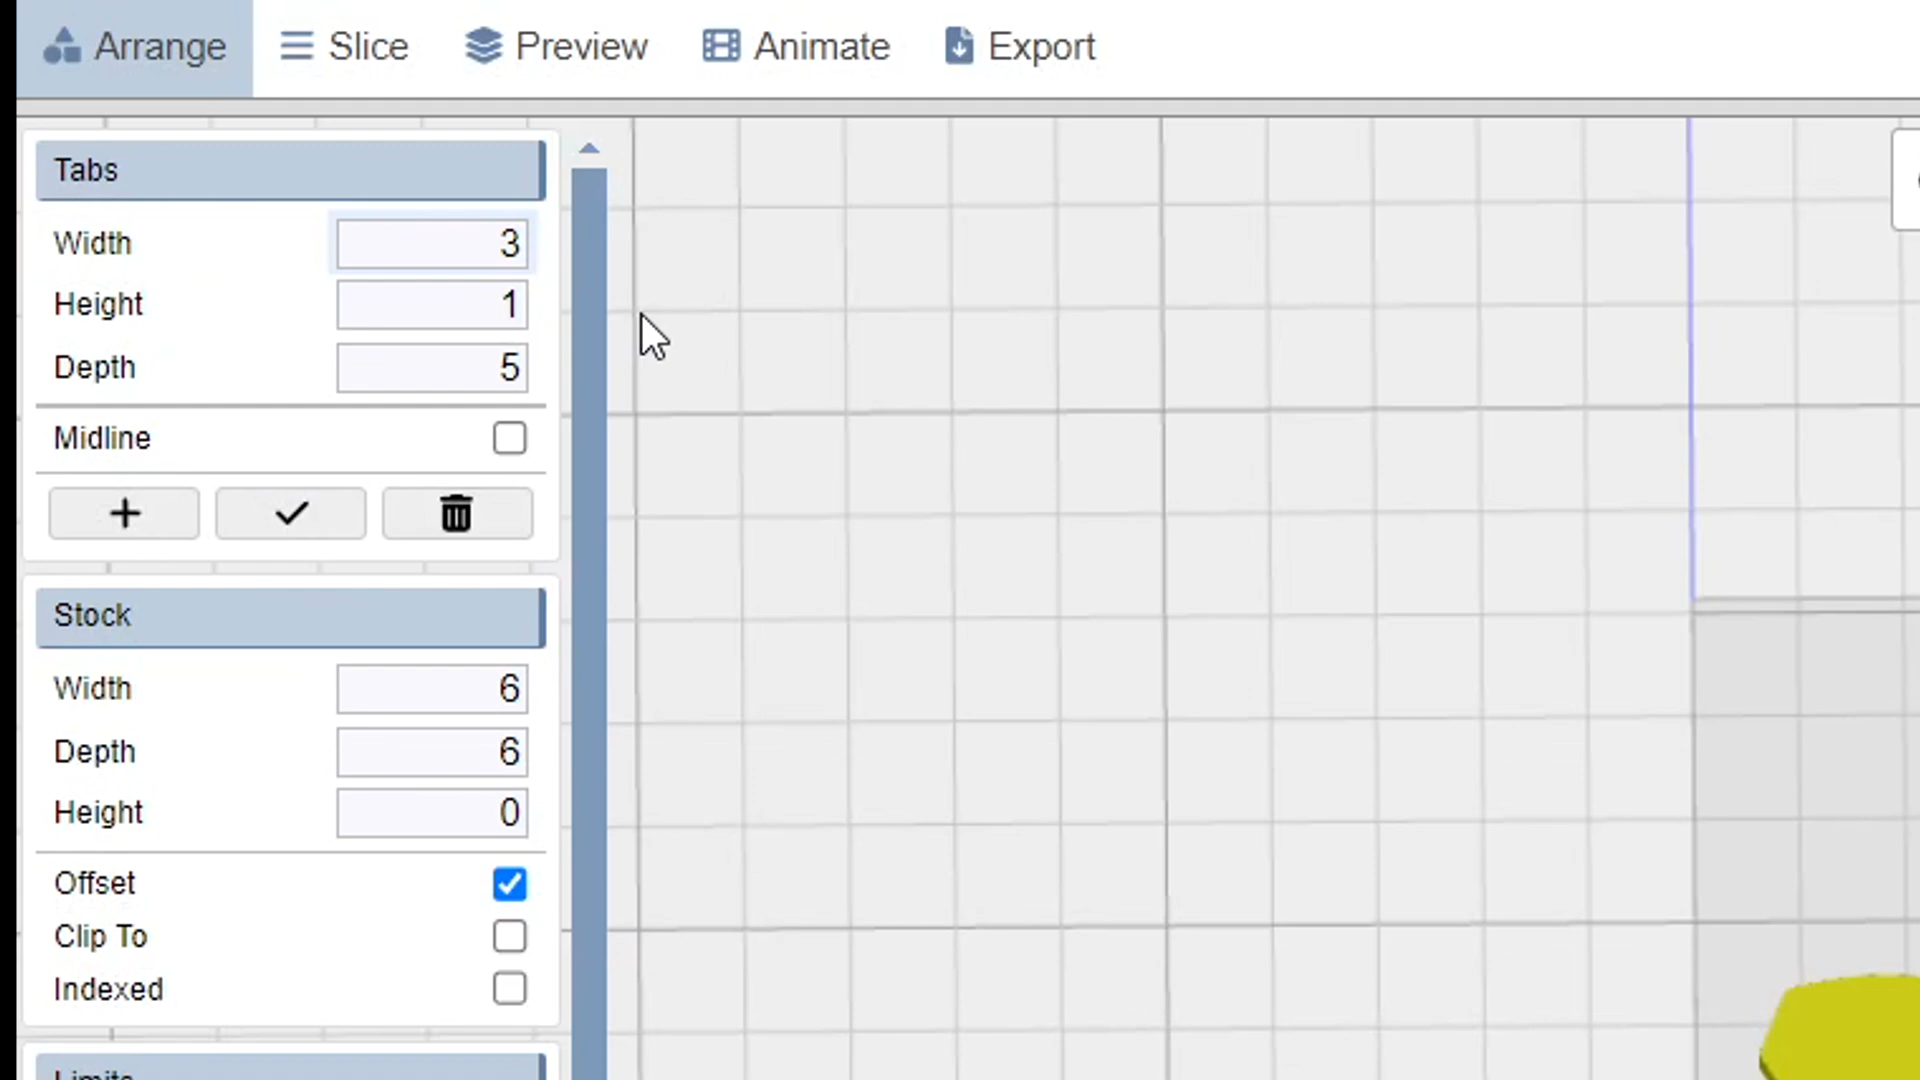 Arrange Slice Preview Animate Export
Tabs
Width 3
Height 1
Depth 5
Midline
Stock
Width 6
Depth 6
Height 0
Offset
Clip To
Indexed
Limits